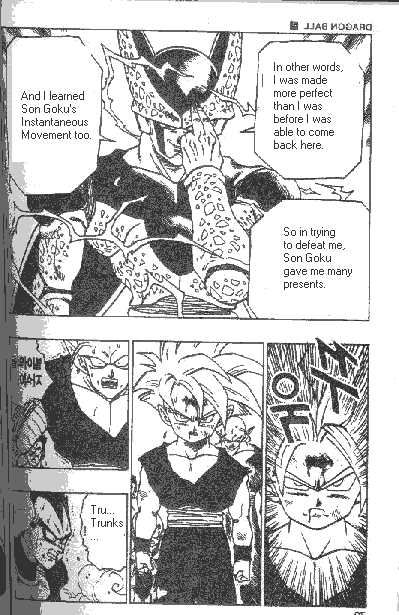 DRAGON BALL
In other words,
I was made
more perfect
than I was
before I was
able to come
back here.
And I learned
Son Goku's
Instantaneous
Movement too.
So in trying
to defeat me,
Son Goku
gave me many
presents.
Tru...
Trunks
...